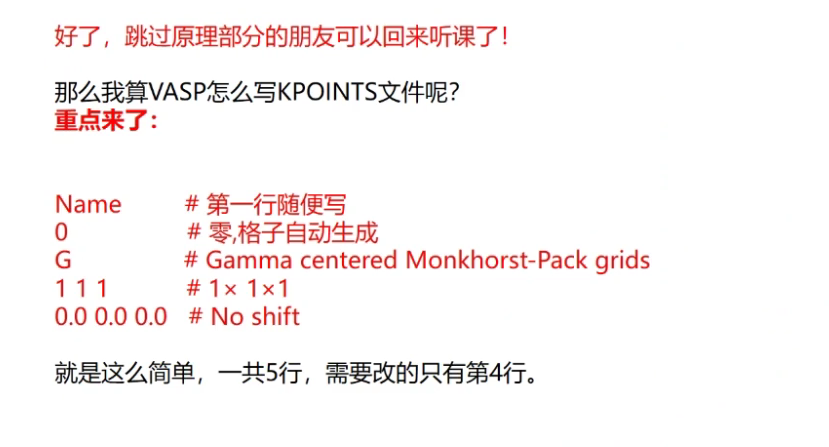 好了，跳过原理部分的朋友可以回来听课了！
那么我算VASP怎么写KPOINTS文件呢？
重点来了：
Name # 第一行随便写
0 # 零,格子自动生成
G # Gamma centered Monkhorst-Pack grids
1 1 1 # 1× 1×1
0.0 0.0 0.0 # No shift
就是这么简单，一共5行，需要改的只有第4行。